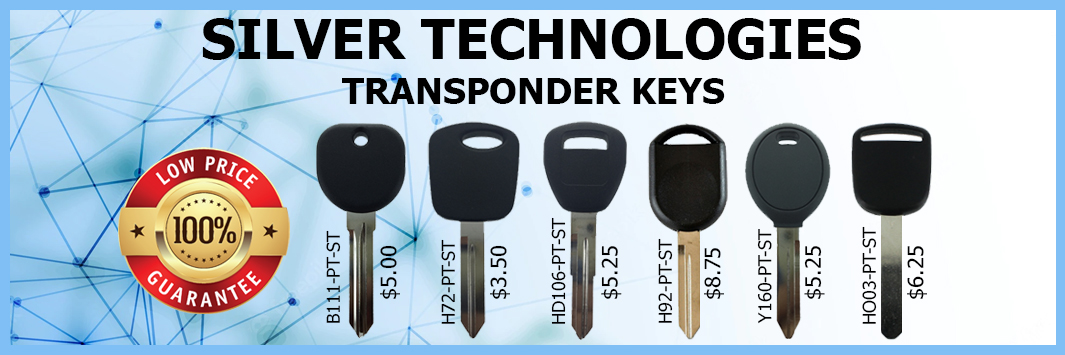 SILVER TECHNOLOGIES
TRANSPONDER KEYS
LOW PRICE
100%
GUARANTEE
B111-PT-ST
$5.00
H72-PT-ST
$3.50
HD106-PT-ST
$5.25
H92-PT-ST
$8.75
Y160-PT-ST
$5.25
HO03-PT-ST
$6.25